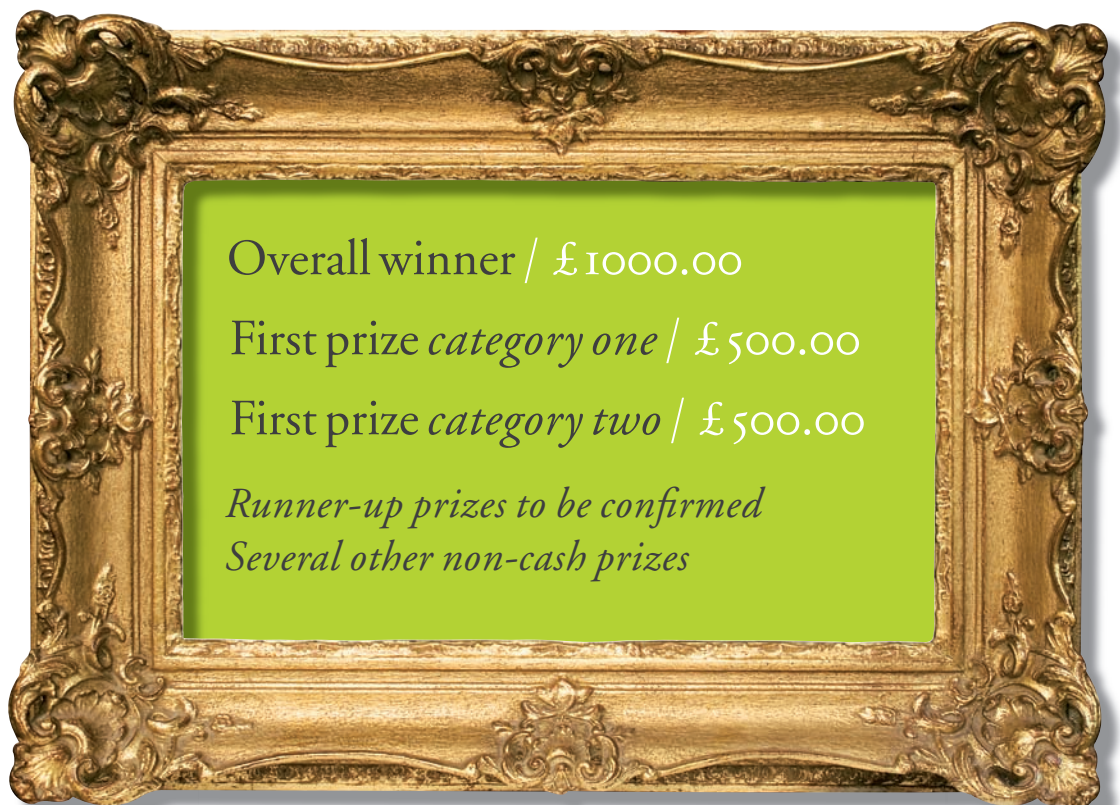 Overall winner / £1000.00
First prize category one / £500.00
First prize category two / £500.00
Runner-up prizes to be confirmed
Several other non-cash prizes